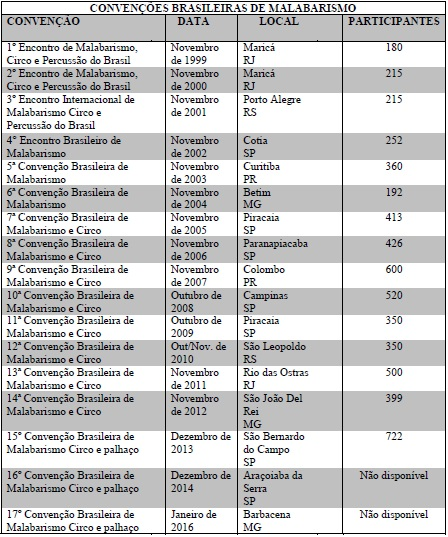 CONVENÇÕES BRASILEIRAS DE MALABARISMO
CONVENÇÃO DATA LOCAL PARTICIPANTES
1º Encontro de Malabarismo, Novembro Maricá 180
Circo e Percussão do Brasil de 1999 RJ
2º Encontro de Malabarismo, Novembro Maricá 215
Circo e Percussão do Brasil de 2000 RJ
3º Encontro Internacional de Novembro Porto Alegre 215
Malabarismo Circo e de 2001 RS
Percussão do Brasil
4º Encontro Brasileiro de Novembro Cotia 252
Malabarismo de 2002 SP
5ª Convenção Brasileira de Novembro Curitiba 360
Malabarismo de 2003 PR
6ª Convenção Brasileira de Novembro Betim 192
Malabarismo de 2004 MG
7ª Convenção Brasileira de Novembro Piracaia 413
Malabarismo e Circo de 2005 SP
8ª Convenção Brasileira de Novembro Paranapiacaba 426
Malabarismo e Circo de 2006 SP
9ª Convenção Brasileira de Novembro Colombo 600
Malabarismo e Circo de 2007 PR
10ª Convenção Brasileira de Outubro de Campinas 520
Malabarismo e Circo 2008 SP
11ª Convenção Brasileira de Outubro de Piracaia 350
Malabarismo e Circo 2009 SP
12ª Convenção Brasileira de Out/Nov. de São Leopoldo 350
Malabarismo e Circo 2010 RS
13ª Convenção Brasileira de Novembro Rio das Ostras 500
Malabarismo e Circo de 2011 RJ
14ª Convenção Brasileira de Novembro São João Del 399
Malabarismo e Circo de 2012 Rei
MG
15º Convenção Brasileira de Dezembro de São Bernardo 722
Malabarismo Circo e palhaço 2013 do Campo
SP
16º Convenção Brasileira de Dezembro de Araçoiaba da Não disponível
Malabarismo Circo e palhaço 2014 Serra
SP
17º Convenção Brasileira de Janeiro de Barbacena Não disponível
Malabarismo Circo e palhaço 2016 MG